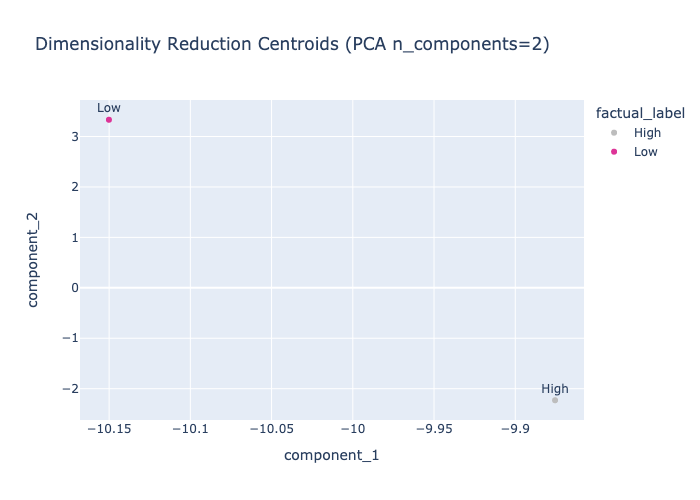 Dimensionality Reduction Centroids (PCA n_components=2)
factual_label
High
Low
Low
High
component_2
3
2
1
0
−1
−2
−10.15
−10.1
−10.05
−10
−9.95
−9.9
component_1